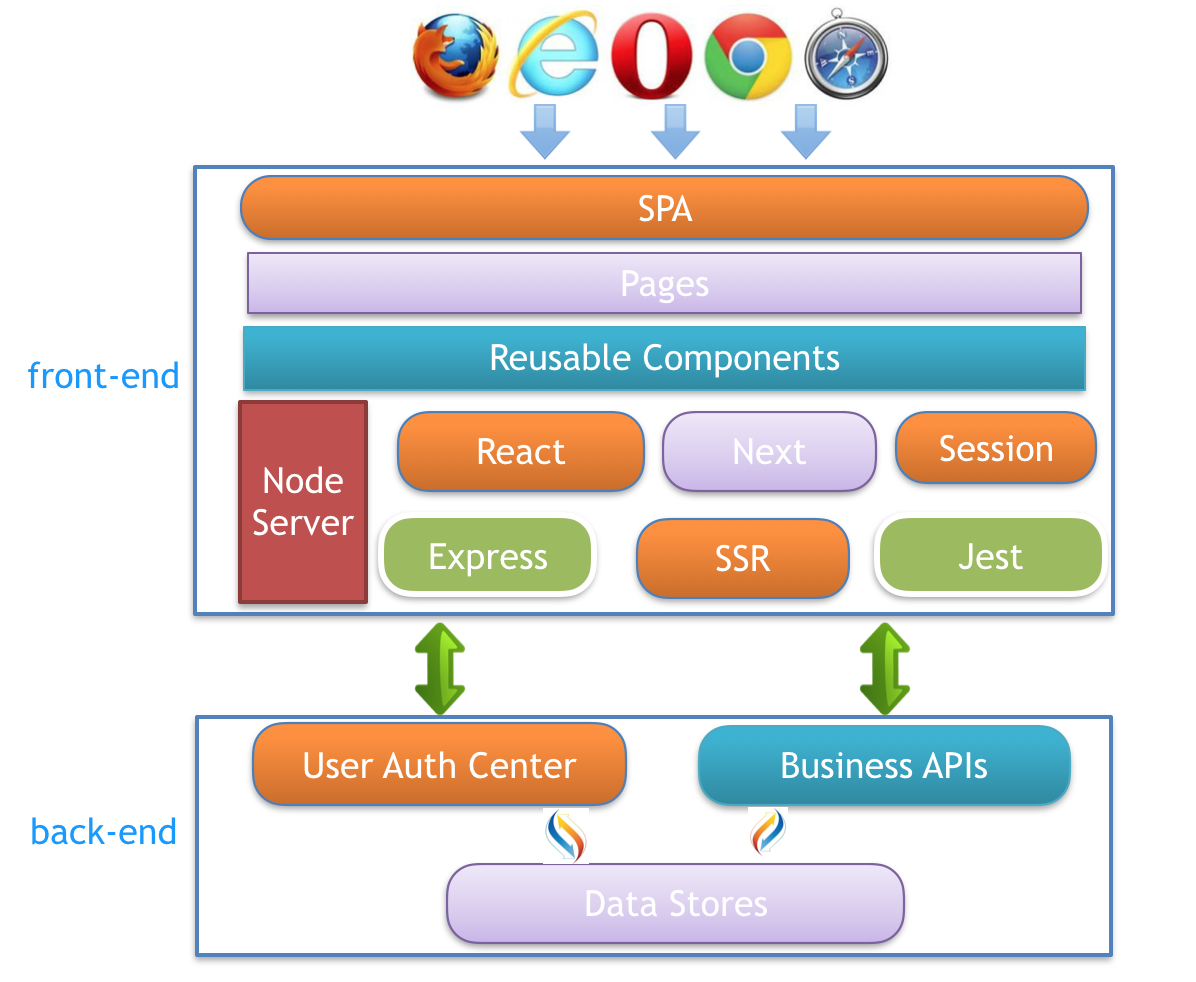 SPA
Pages
Reusable Components
front-end
Node
Server
React
Next
Session
Express
SSR
Jest
User Auth Center
Business APIs
back-end
Data Stores